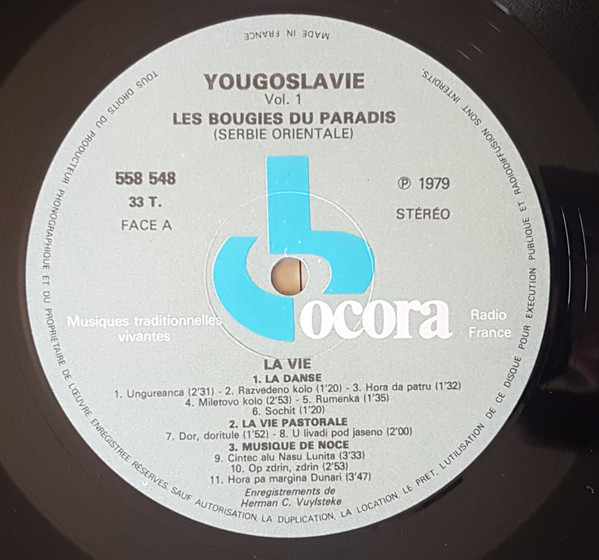 MADE IN FRANCE
YOUGOSLAVIE
Vol. 1
LES BOUGIES DU PARADIS
(SERBIE ORIENTALE)
558 548
33 T.
FACE A
℗ 1979
STÉRÉO
Musiques traditionnelles
vivantes
ocora
Radio
France
LA VIE
1. LA DANSE
1. Ungureanca (2'31) - 2. Razvedeno kolo (1'20) - 3. Hora da patru (1'32)
4. Miletovo kolo (2'53) - 5. Rumenka (1'35)
6. Sochit (1'20)
2. LA VIE PASTORALE
7. Dor, doritule (1'52) - 8. U livadi pod jaseno (2'00)
3. MUSIQUE DE NOCE
9. Cintec alu Nasu Lunita (3'33)
10. Op zdrin, zdrin (2'53)
11. Hora pa margina Dunari (3'47)
Enregistrements de
Herman C. Vuylsteke
TOUS DROITS DU PRODUCTEUR PHONOGRAPHIQUE ET DU PROPRIETAIRE DE L'ŒUVRE ENREGISTREE RÉSERVÉS. SAUF AUTORISATION, LA DUPLICATION, LA LOCATION, LE PRET, L'UTILISATION DE CE DISQUE POUR EXECUTION PUBLIQUE ET RADIODIFFUSION SONT INTERDITS.